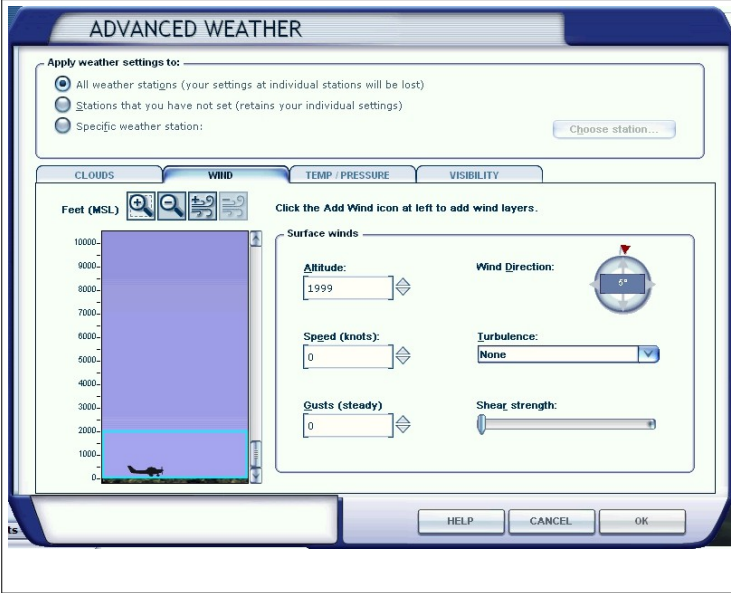 ADVANCED WEATHER
Apply weather settings to:
All weather stations (your settings at individual stations will be lost)
Stations that you have not set (retains your individual settings)
Specific weather station:
Choose station...
CLOUDS WIND TEMP / PRESSURE VISIBILITY
Feet (MSL)
Click the Add Wind icon at left to add wind layers.
10000
9000
8000
7000
6000
5000
4000
3000
2000
1000
0
Surface winds
Altitude:
1999
Wind Direction:
5°
Speed (knots):
0
Turbulence:
None
Gusts (steady)
0
Shear strength:
HELP CANCEL OK
ts